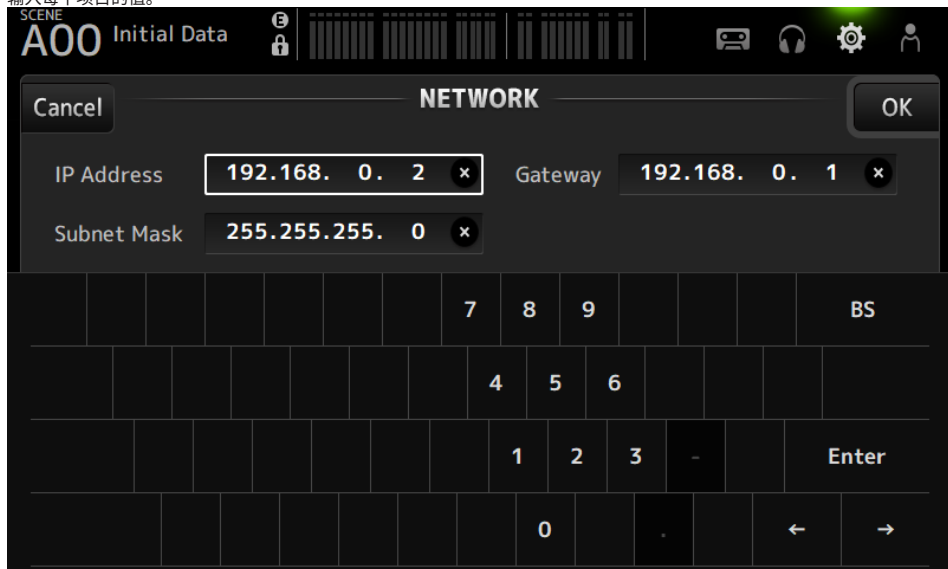 输入每个项目的值。
SCENE
A00 Initial Data
E
Cancel NETWORK OK
IP Address 192.168. 0. 2 × Gateway 192.168. 0. 1 ×
Subnet Mask 255.255.255. 0 ×
7 8 9 BS
4 5 6
1 2 3 - Enter
0 . ← →